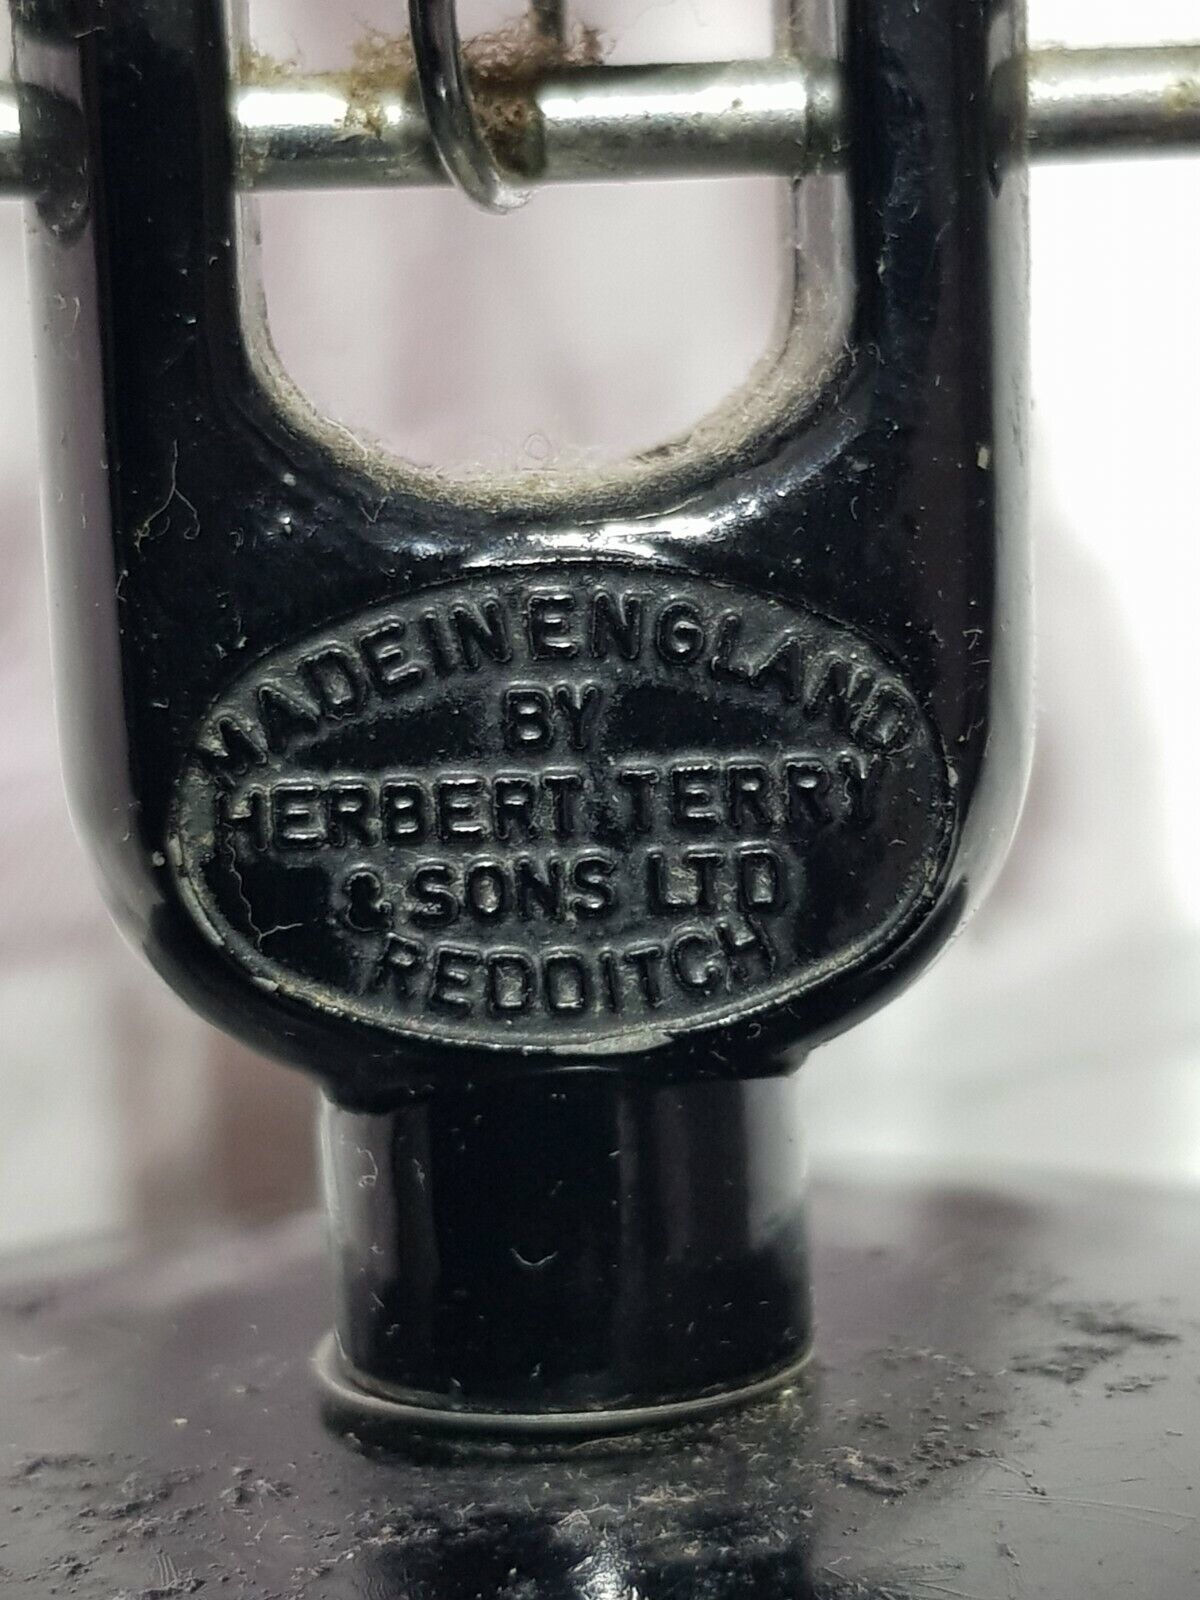 MADE IN ENGLAND
BY
HERBERT TERRY
& SONS LTD
REDDITCH